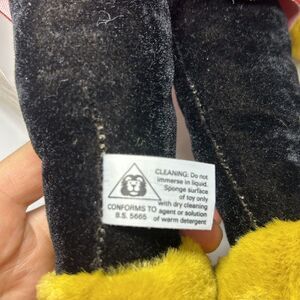 CLEANING: Do not
immerse in liquid.
Sponge surface
of toy only
with dry cleaning
agent or solution
of warm detergent
CONFORMS TO
B.S. 5665